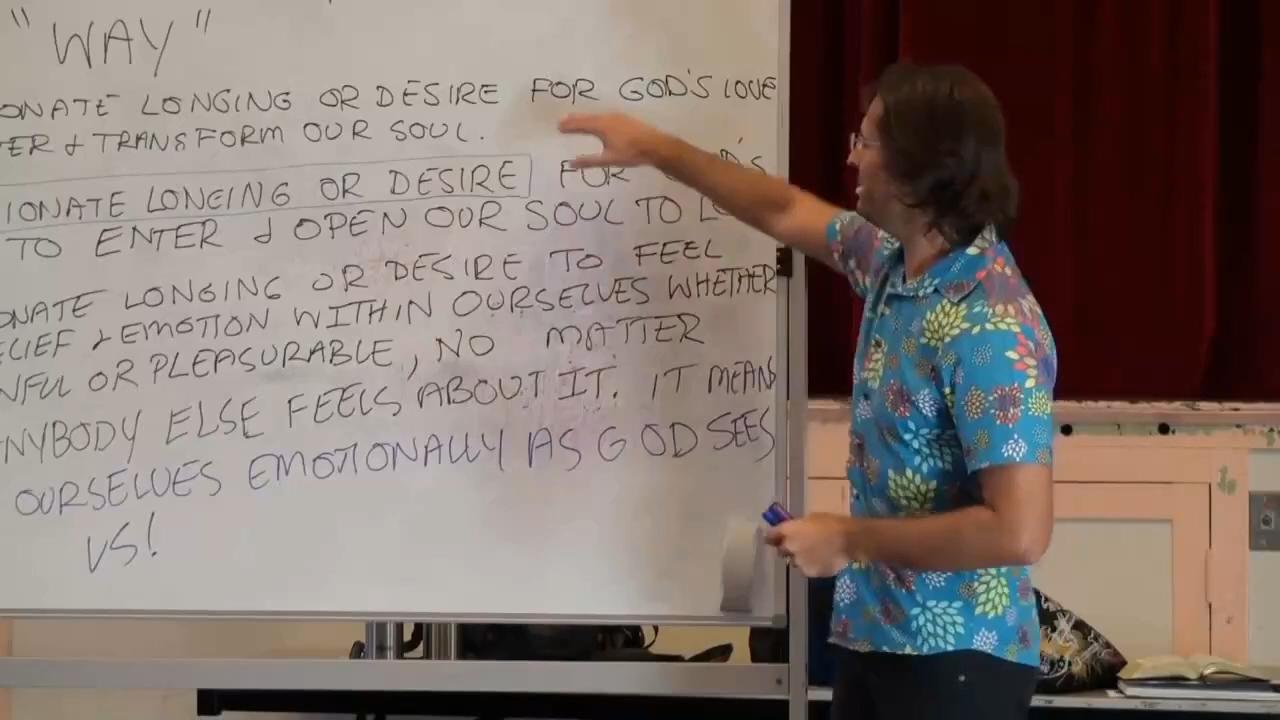 "WAY"
ONATE LONGING OR DESIRE FOR GOD'S LOVE
ER & TRANSFORM OUR SOUL.
IONATE LONGING OR DESIRE FOR
TO ENTER & OPEN OUR SOUL TO
ONATE LONGING OR DESIRE TO FEEL
ELIEF & EMOTION WITHIN OURSELVES WHETHER
NFUL OR PLEASURABLE, NO MATTER
ANYBODY ELSE FEELS ABOUT IT. IT MEANS
OURSELVES EMOTIONALLY AS GOD SEES
US!